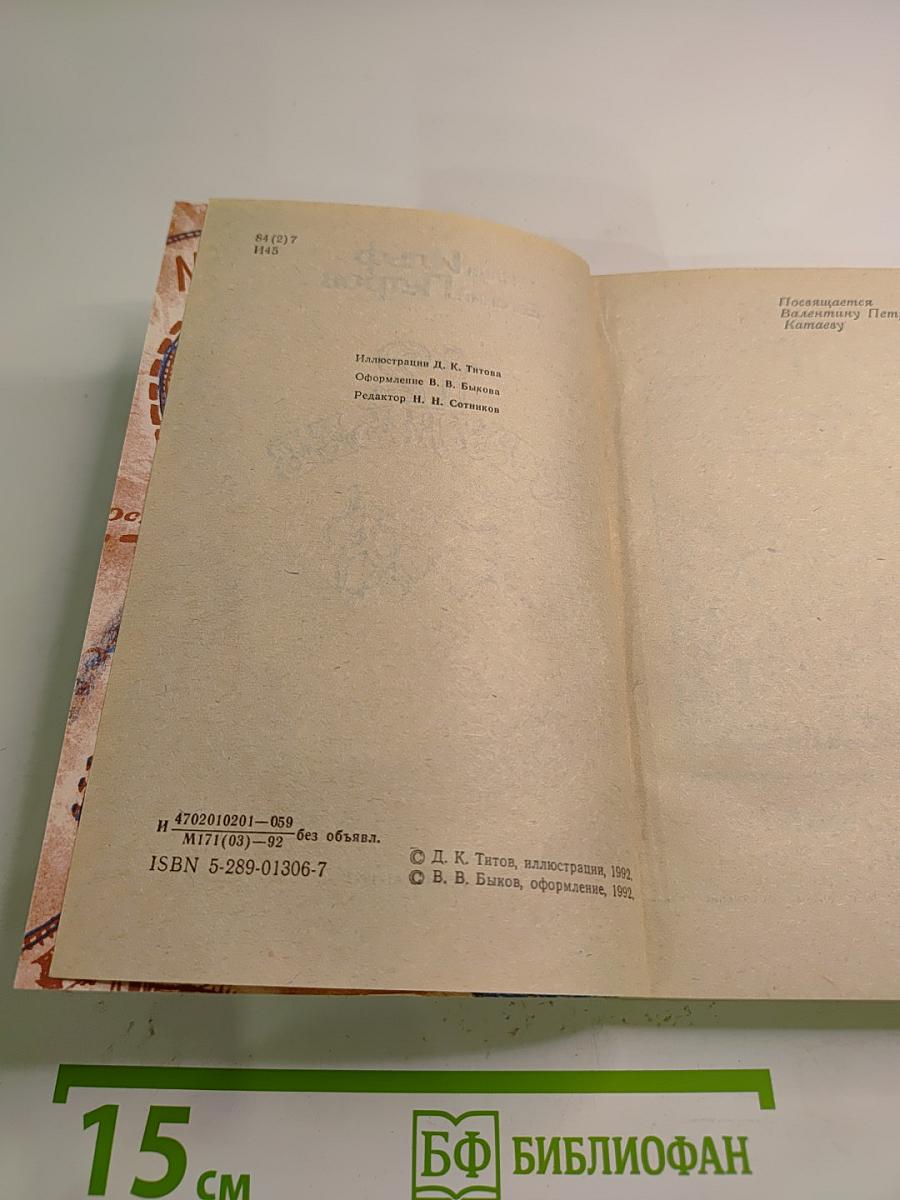 84(2)7
И45
Иллюстрации Д. К. Титова
Оформление В. В. Быкова
Редактор Н. Н. Сотников
И 4702010201—059
М171(03)—92 без объявл.
ISBN 5-289-01306-7
© Д. К. Титов, иллюстрации, 1992.
© В. В. Быков, оформление, 1992.
Посвящается
Валентину Петр
Катаеву
15 см
БФ БИБЛИОФАН